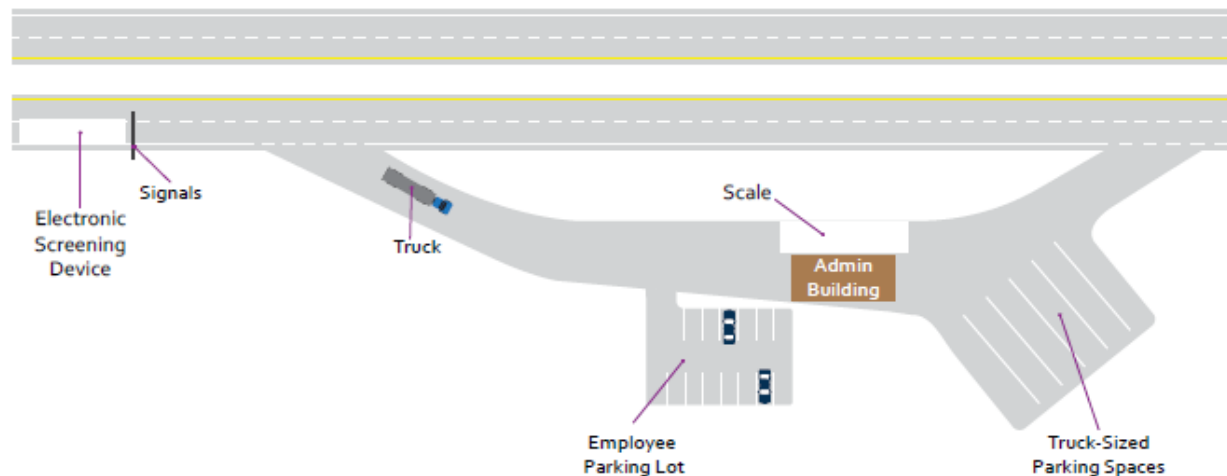 Signals
Electronic
Screening
Device
Truck
Scale
Admin
Building
Employee
Parking Lot
Truck-Sized
Parking Spaces